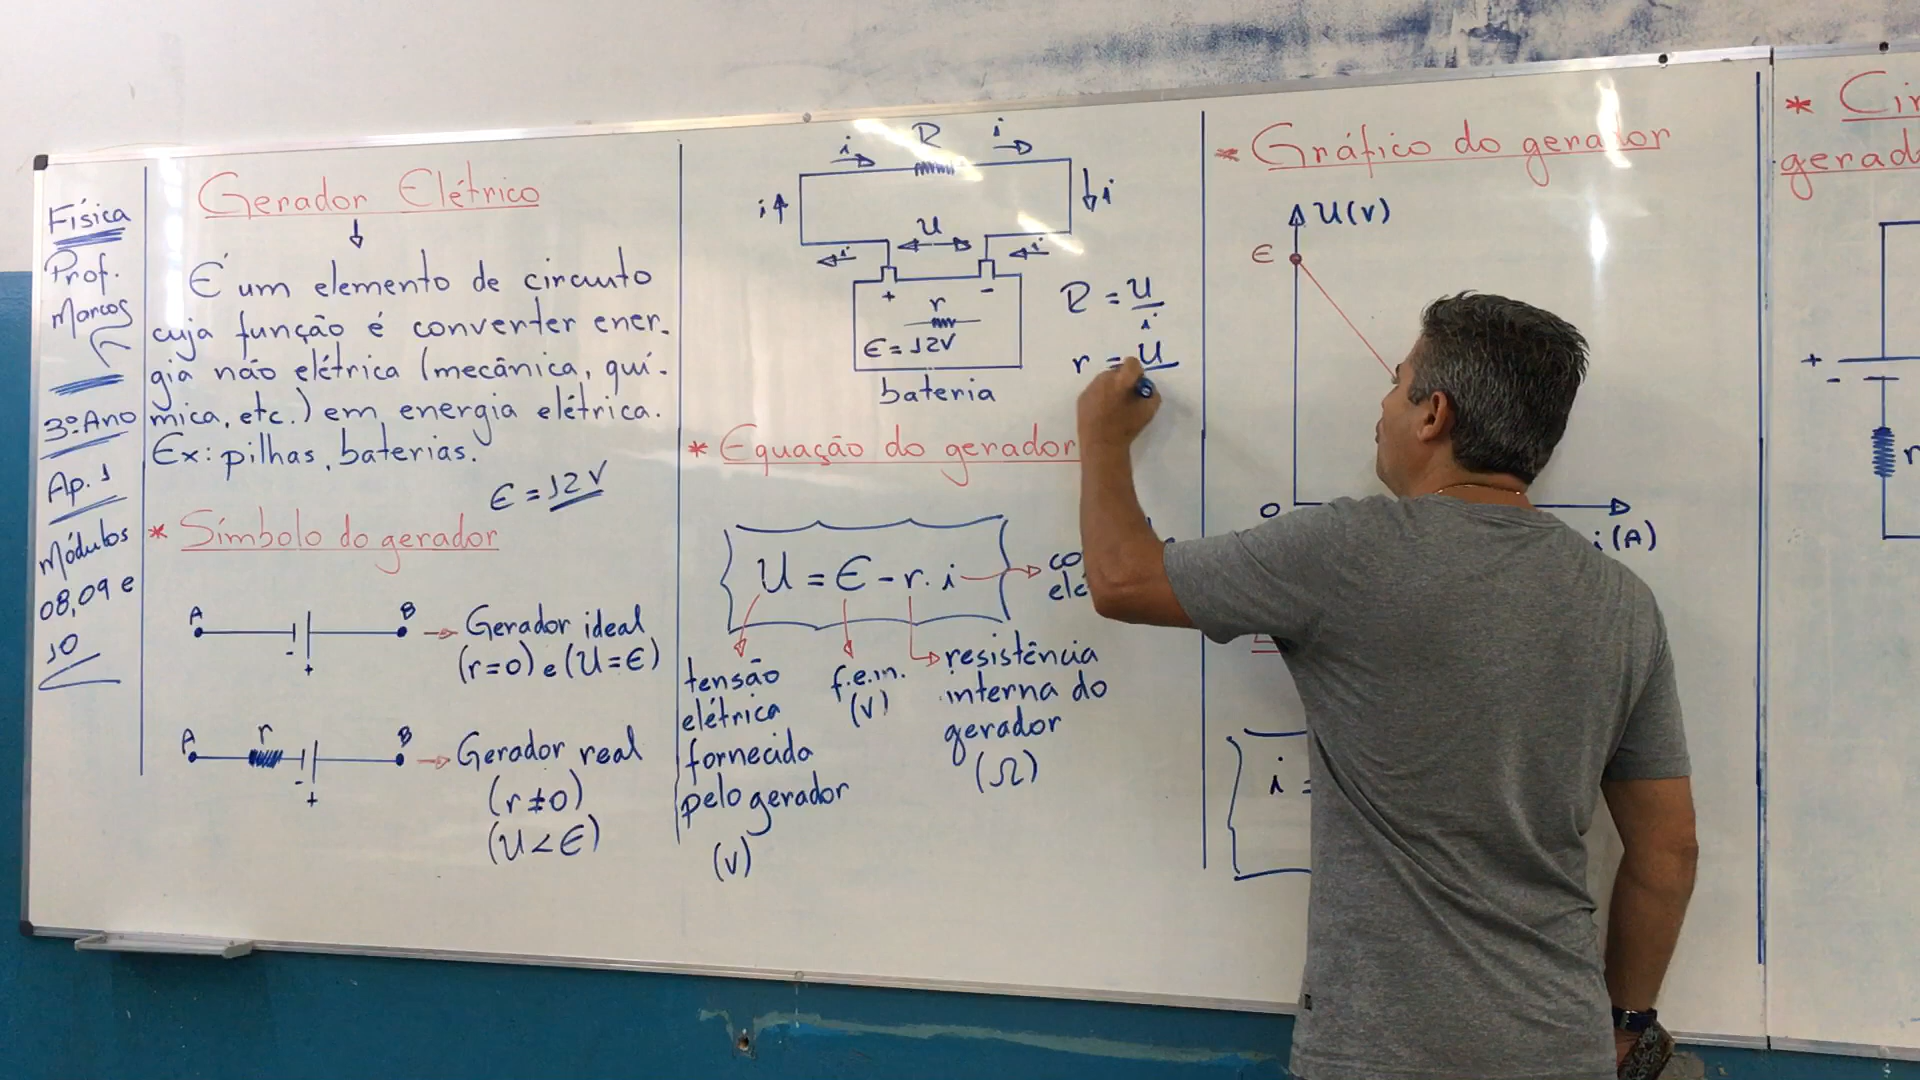 Física
Prof.
Marcos
3º Ano
Ap. 1
Módulos
08, 09 e
10
Gerador Elétrico
É um elemento de circuito
cuja função é converter ener-
gia não elétrica (mecânica, quí-
mica, etc.) em energia elétrica.
Ex: pilhas, baterias.
Є = 12V
* Símbolo do gerador
A
B
Gerador ideal
(r=0) e (U=Є)
-
+
A
r
B
Gerador real
-
+
(r≠0)
(U<Є)
i
R
i
i
i
U
i
i
+
-
r
Є = 12V
bateria
R = U
i
r = U
* Equação do gerador
U = Є - r. i
tensão
elétrica
fornecida
pelo gerador
(V)
f.e.m.
(V)
resistência
interna do
gerador
(Ω)
* Gráfico do gerador
U(V)
Є
O
i(A)
i =
*
gerad
+
-
r